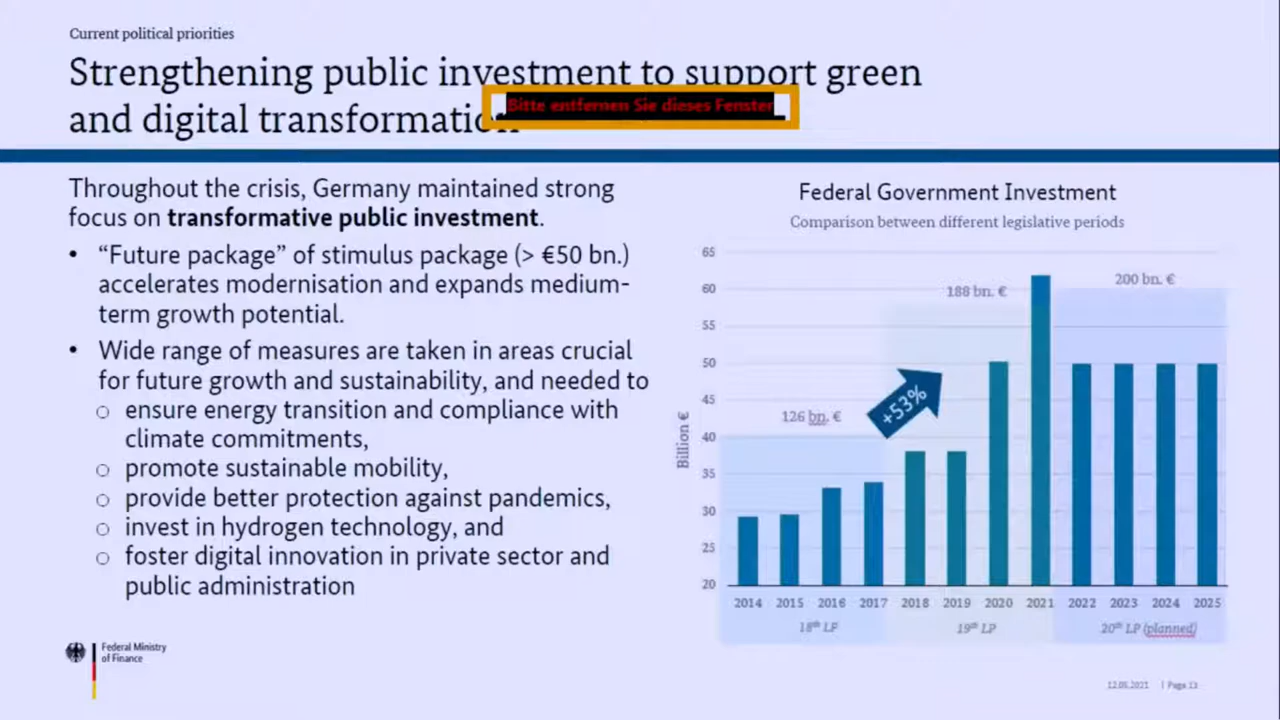 Current political priorities
Strengthening public investment to support green
and digital transformation
Bitte entfernen Sie dieses Fenster
Throughout the crisis, Germany maintained strong
focus on transformative public investment.
• “Future package” of stimulus package (> €50 bn.)
accelerates modernisation and expands medium-
term growth potential.
• Wide range of measures are taken in areas crucial
for future growth and sustainability, and needed to
○ ensure energy transition and compliance with
climate commitments,
○ promote sustainable mobility,
○ provide better protection against pandemics,
○ invest in hydrogen technology, and
○ foster digital innovation in private sector and
public administration
Federal Government Investment
Comparison between different legislative periods
65
60
55
50
45
40
35
30
25
20
Billion €
126 bn. €
+53%
188 bn. €
200 bn. €
2014 2015 2016 2017 2018 2019 2020 2021 2022 2023 2024 2025
18th LP 19th LP 20th LP (planned)
Federal Ministry
of Finance
12.05.2021 | Page 13